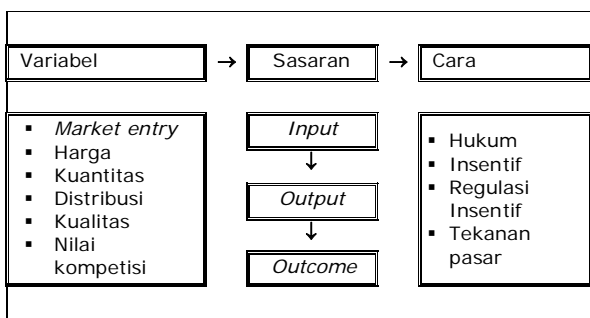 Variabel → Sasaran → Cara
▪ Market entry
▪ Harga
▪ Kuantitas
▪ Distribusi
▪ Kualitas
▪ Nilai
kompetisi
Input
↓
Output
↓
Outcome
▪ Hukum
▪ Insentif
▪ Regulasi
Insentif
▪ Tekanan
pasar